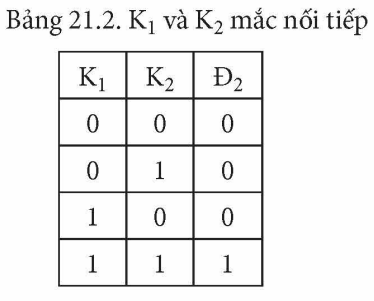 Bảng 21.2. K₁ và K₂ mắc nối tiếp
K₁ K₂ Đ₂
0 0 0
0 1 0
1 0 0
1 1 1